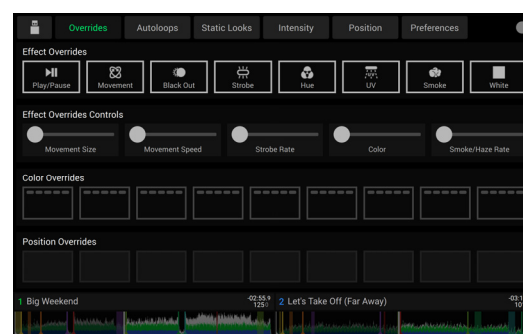 Overrides Autoloops Static Looks Intensity Position Preferences
Effect Overrides
Play/Pause Movement Black Out Strobe Hue UV Smoke White
Effect Overrides Controls
Movement Size Movement Speed Strobe Rate Color Smoke/Haze Rate
Color Overrides
Position Overrides
1 Big Weekend -02:55.9 2 Let's Take Off (Far Away) -03:1
125